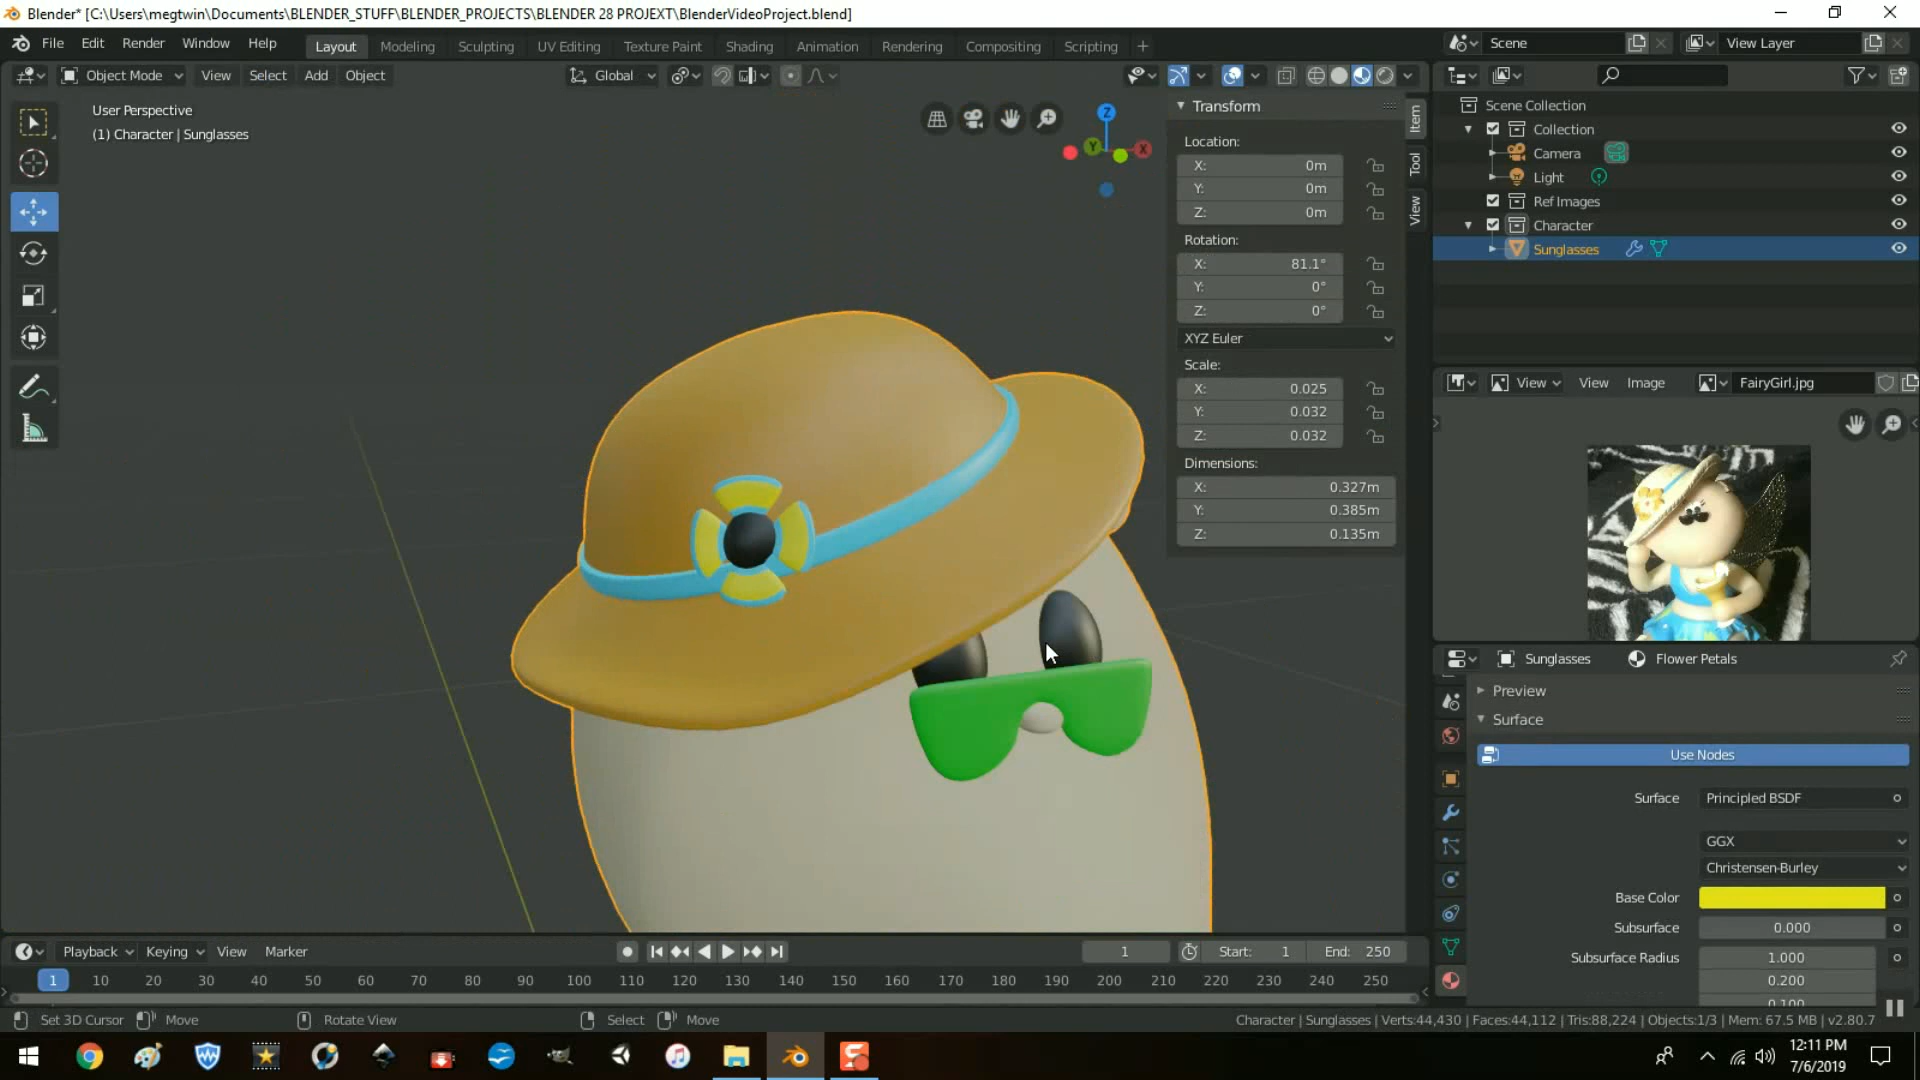 Blender* [C:\Users\megtwin\Documents\BLENDER_STUFF\BLENDER_PROJECTS\BLENDER 28 PROJEXT\BlenderVideoProject.blend]
File Edit Render Window Help Layout Modeling Sculpting UV Editing Texture Paint Shading Animation Rendering Compositing Scripting + Scene View Layer
Object Mode View Select Add Object Global
User Perspective
(1) Character | Sunglasses
Z
Y
X
Transform
Location:
X: 0m
Y: 0m
Z: 0m
Rotation:
X: 81.1°
Y: 0°
Z: 0°
XYZ Euler
Scale:
X: 0.025
Y: 0.032
Z: 0.032
Dimensions:
X: 0.327m
Y: 0.385m
Z: 0.135m
Item
Tool
View
Scene Collection
Collection
Camera
Light
Ref Images
Character
Sunglasses
View View Image FairyGirl.jpg
Sunglasses Flower Petals
Preview
Surface
Use Nodes
Surface Principled BSDF
GGX
Christensen-Burley
Base Color
Subsurface 0.000
Subsurface Radius 1.000
0.200
0.100
Playback Keying View Marker 1 Start: 1 End: 250
1 10 20 30 40 50 60 70 80 90 100 110 120 130 140 150 160 170 180 190 200 210 220 230 240 250
Set 3D Cursor Move Rotate View Select Move Character | Sunglasses | Verts:44,430 | Faces:44,112 | Tris:88,224 | Objects:1/3 | Mem: 67.5 MB | v2.80.7
12:11 PM
7/6/2019